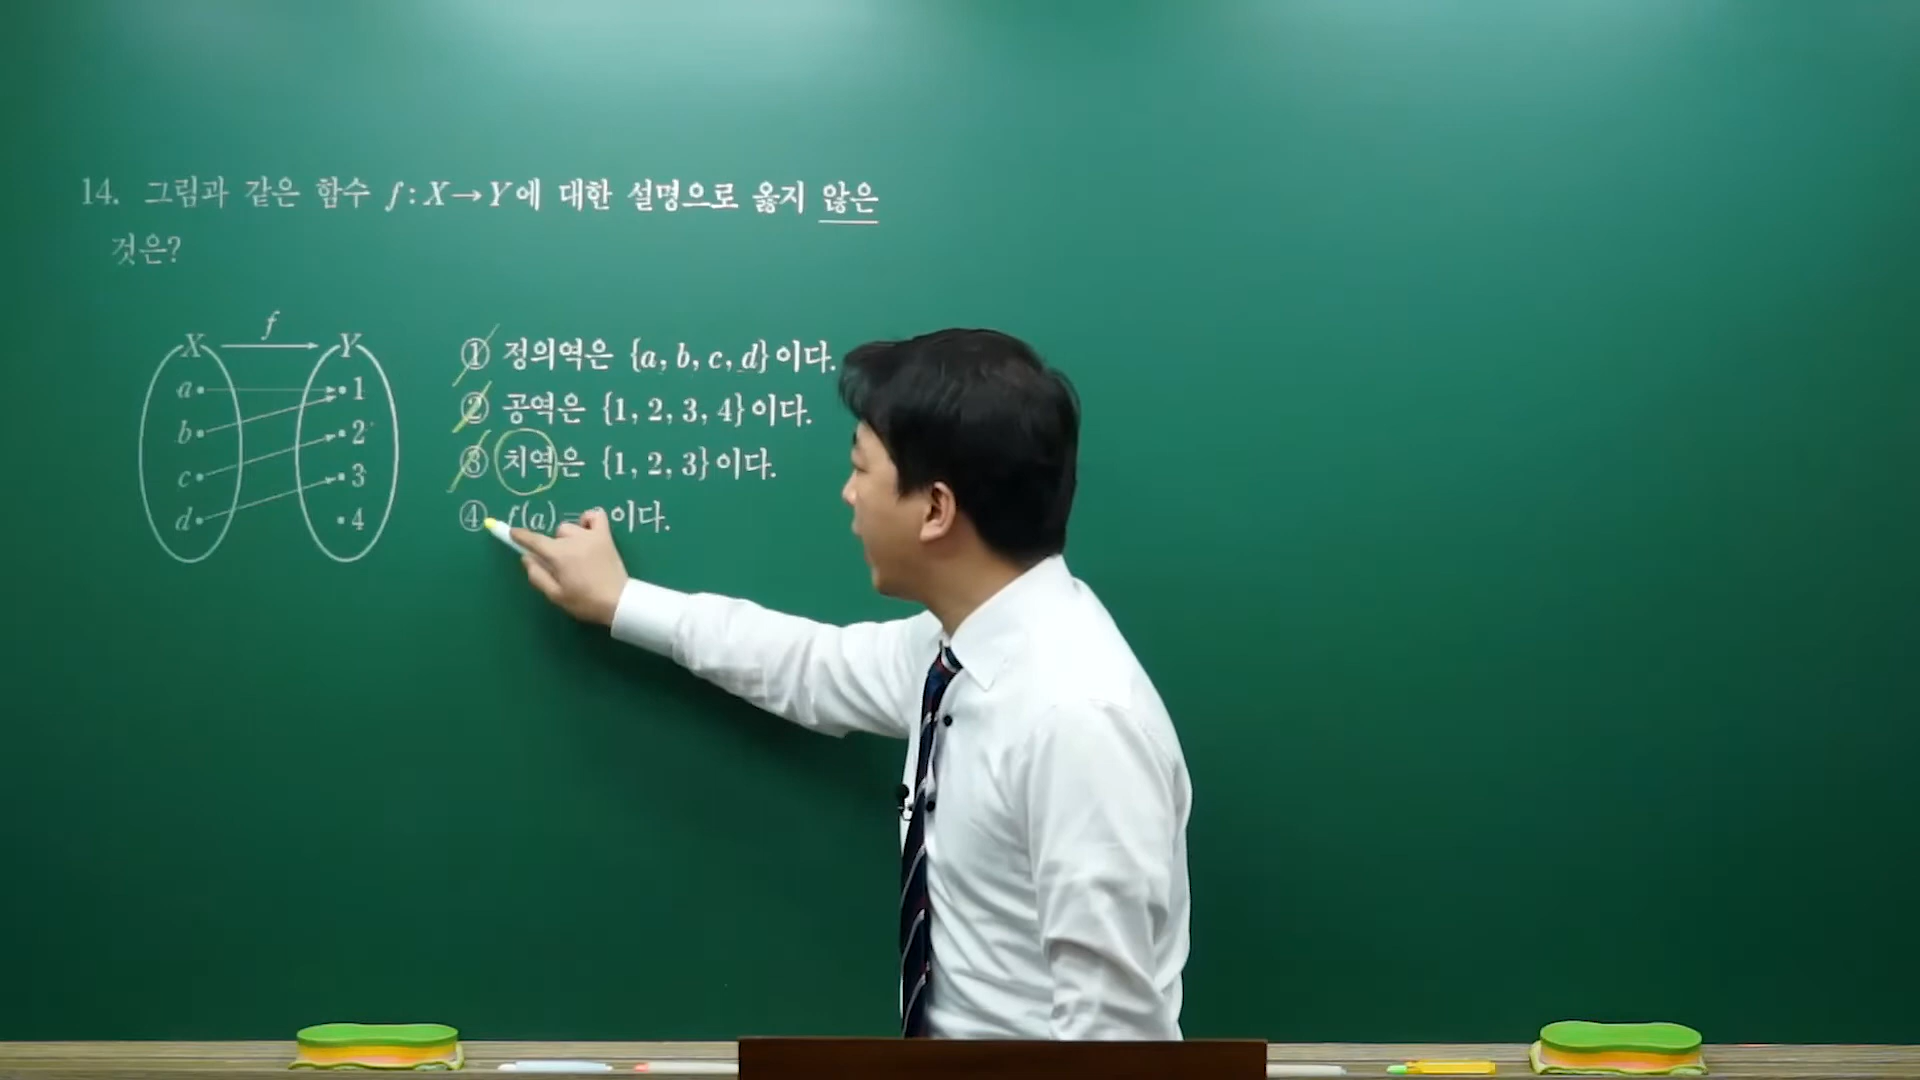 14. 그림과 같은 함수 f : X → Y에 대한 설명으로 옳지 않은
것은?
f
X Y
a 1
b 2
c 3
d 4
① 정의역은 {a, b, c, d}이다.
② 공역은 {1, 2, 3, 4}이다.
③ 치역은 {1, 2, 3}이다.
④ f(a) = 이다.